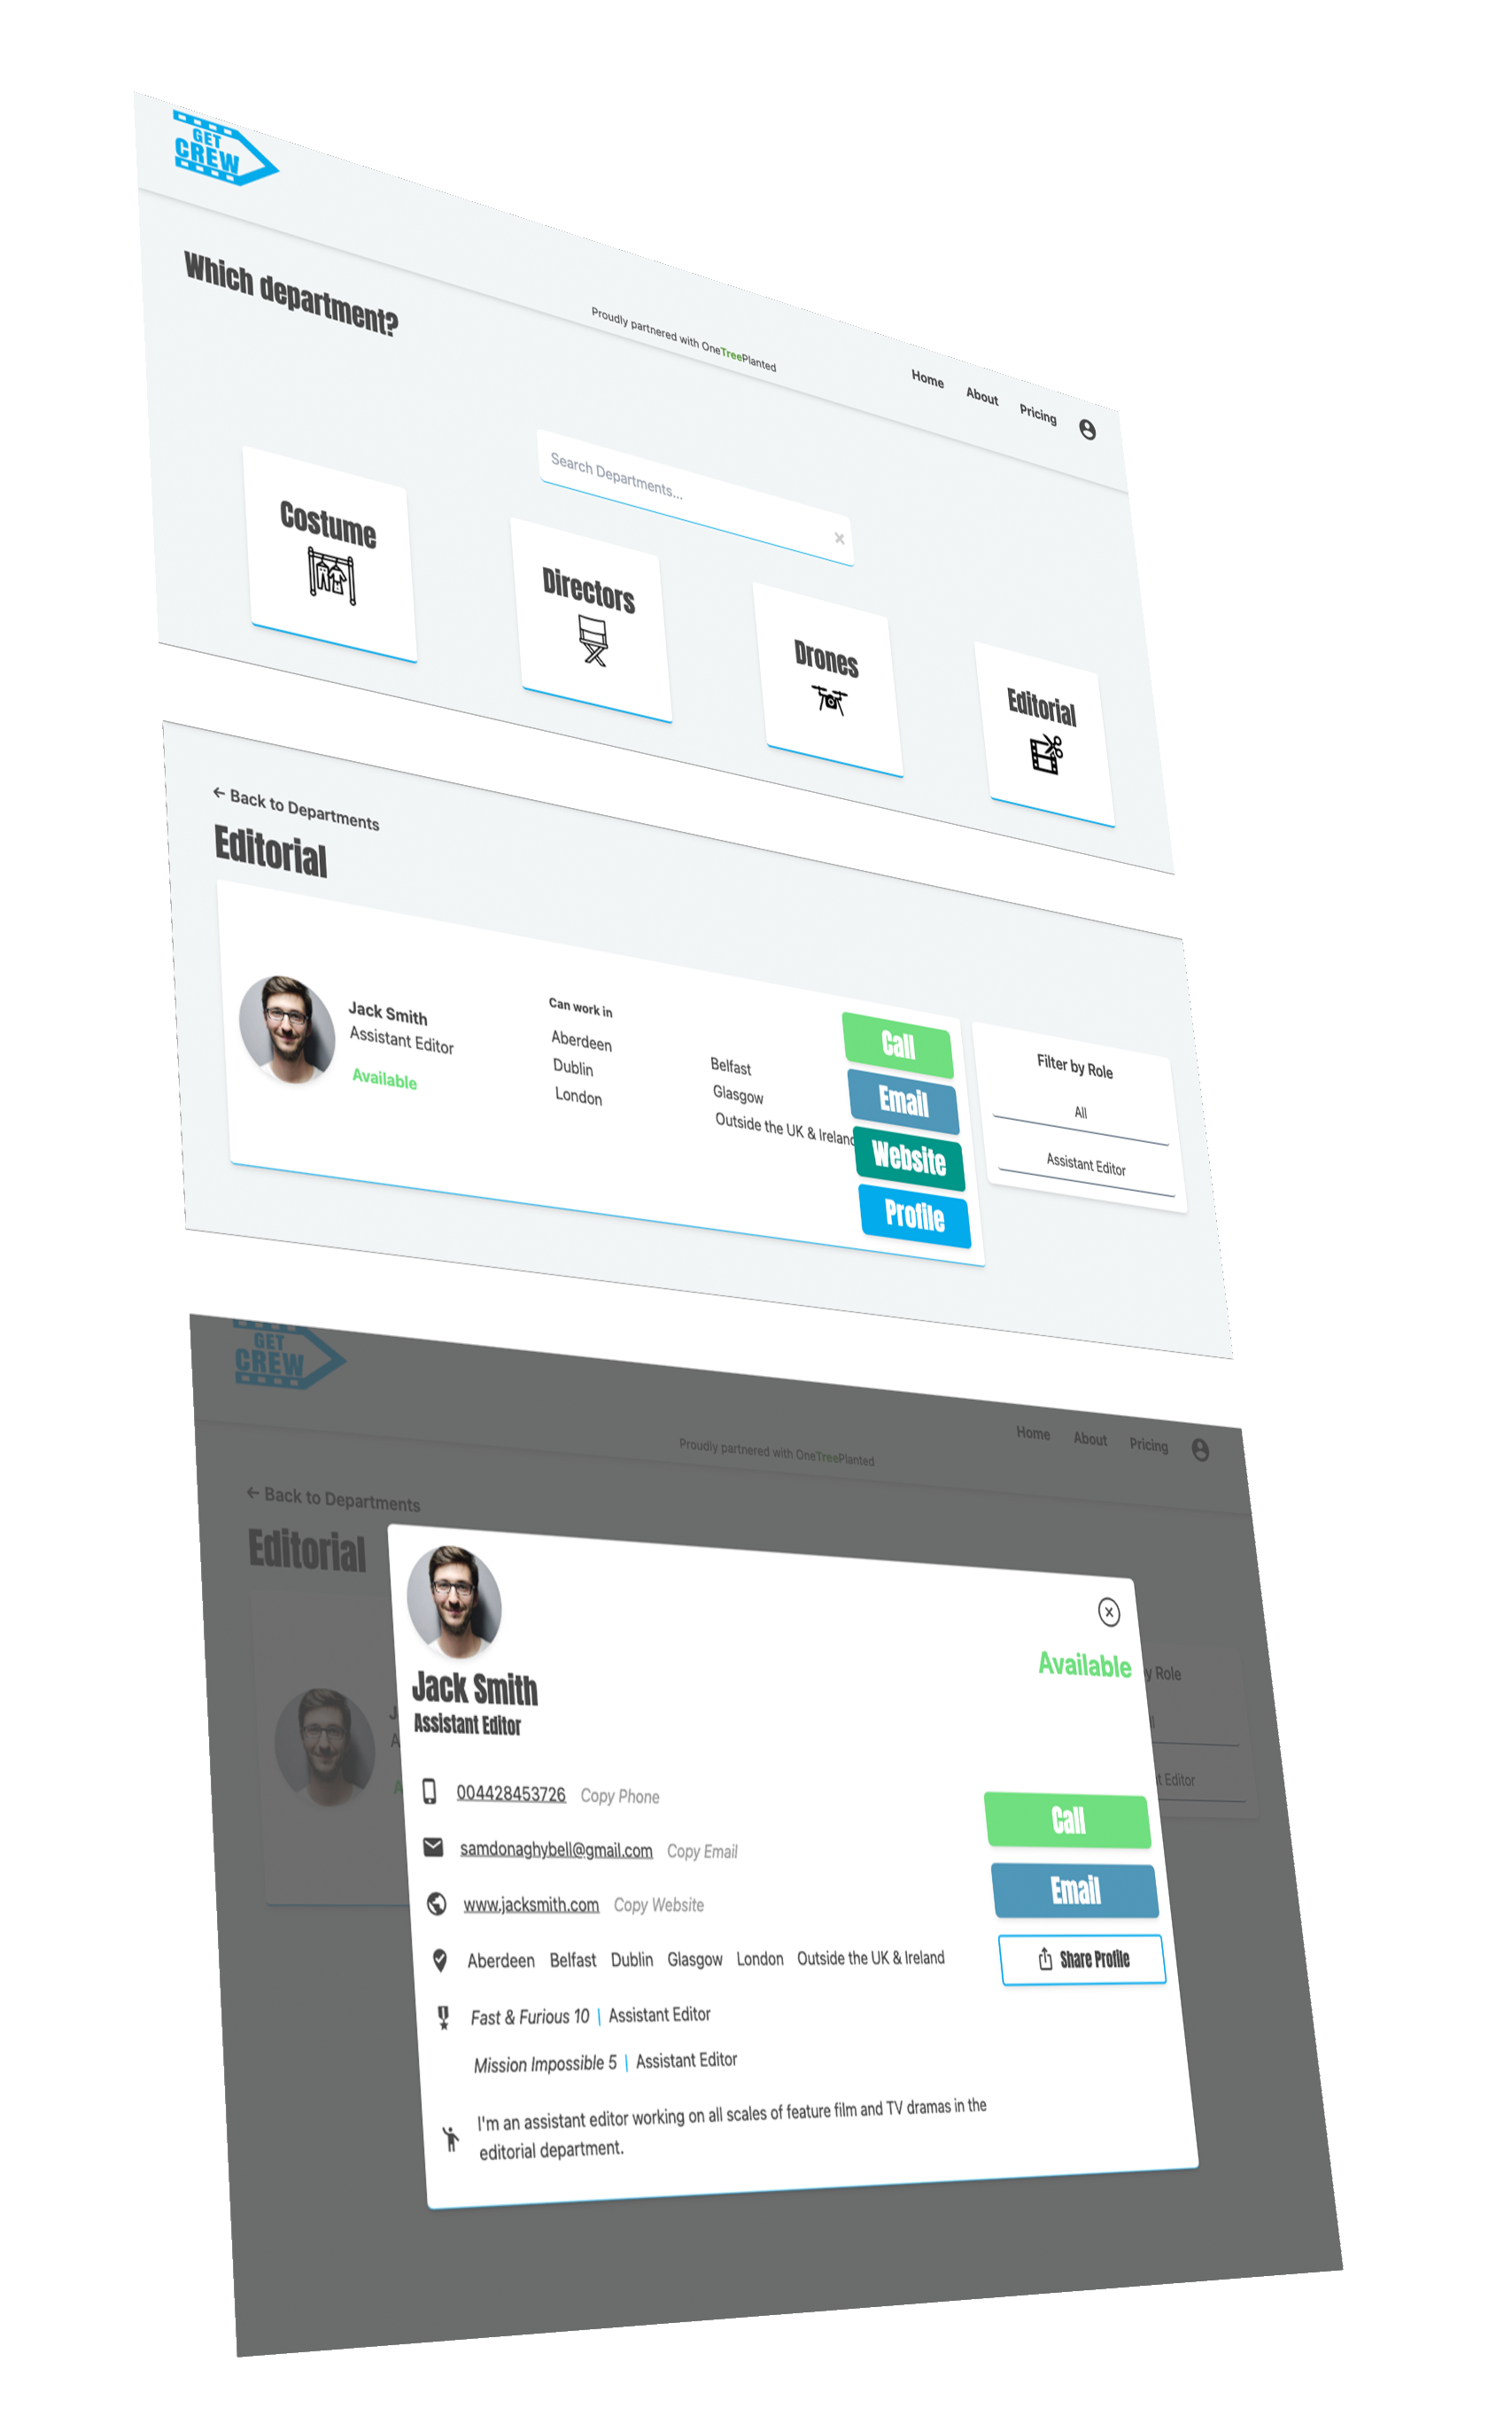 GET
CREW
Proudly partnered with OneTreePlanted
Home
About
Pricing
Which department?
Search Departments...
Costume
Directors
Drones
Editorial
Back to Departments
Editorial
Jack Smith
Assistant Editor
Available
Can work in
Aberdeen
Dublin
London
Belfast
Glasgow
Outside the UK & Ireland
Call
Email
Website
Profile
Filter by Role
All
Assistant Editor
GET
CREW
Proudly partnered with OneTreePlanted
Home
About
Pricing
Back to Departments
Editorial
J
A
A
y Role
ll
t Editor
Jack Smith
Assistant Editor
Available
004428453726 Copy Phone
samdonaghybell@gmail.com Copy Email
www.jacksmith.com Copy Website
Aberdeen Belfast Dublin Glasgow London Outside the UK & Ireland
Fast & Furious 10 | Assistant Editor
Mission Impossible 5 | Assistant Editor
I'm an assistant editor working on all scales of feature film and TV dramas in the
editorial department.
Call
Email
Share Profile